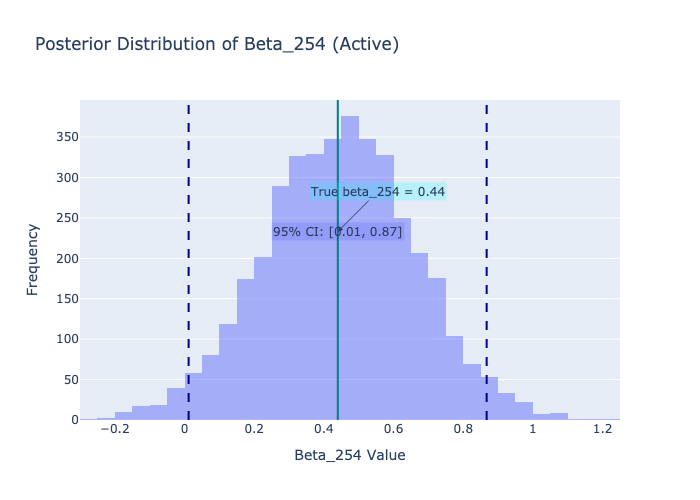 Posterior Distribution of Beta_254 (Active)
350
300
250
200
150
100
50
0
Frequency
True beta_254 = 0.44
95% CI: [0.01, 0.87]
−0.2 0 0.2 0.4 0.6 0.8 1 1.2
Beta_254 Value